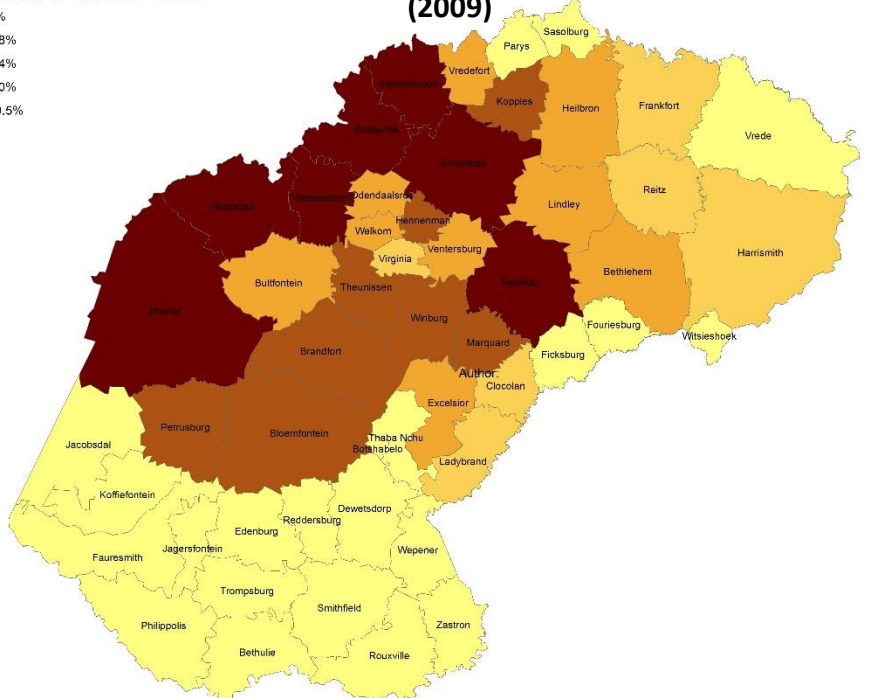 (2009)
%
8%
4%
0%
0.5%
Sasolburg
Parys
Vredefort
Viljoenskroon
Koppies
Heilbron
Frankfort
Vrede
Bothaville
Kroonstad
Reitz
Odendaalsrus
Wesselsbron
Hoopstad
Lindley
Hennenman
Welkom
Ventersburg
Harrismith
Virginia
Bethlehem
Bultfontein
Theunissen
Senekal
Boshof
Winburg
Fouriesburg
Witsieshoek
Marquard
Brandfort
Ficksburg
Author:
Clocolan
Excelsior
Petrusburg
Bloemfontein
Thaba Nchu
Jacobsdal
Botshabelo
Ladybrand
Koffiefontein
Dewetsdorp
Reddersburg
Edenburg
Jagersfontein
Wepener
Fauresmith
Trompsburg
Smithfield
Philippolis
Zastron
Bethulie
Rouxville